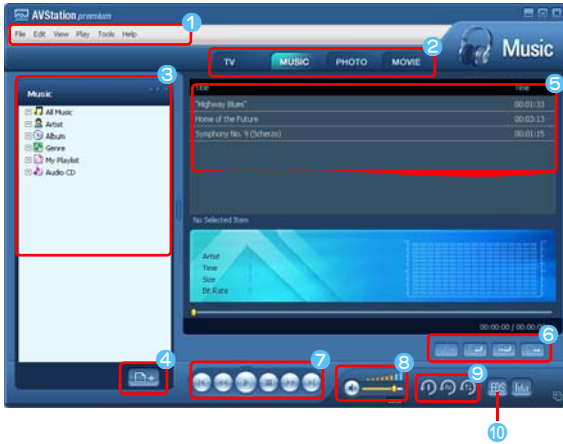 AVStation premium
File Edit View Play Tools Help
1
2
Music
TV MUSIC PHOTO MOVIE
3
Music
All Music
Artist
Album
Genre
My Playlist
Audio CD
5
Title Time
"Highway Blues" 00:01:33
Home of the Future 00:03:13
Symphony No. 9 (Scherzo) 00:01:15
No Selected Item
Artist
Time
Size
Bit Rate
00:00:00 / 00:00:00
6
4
7
8
9
EDS
10